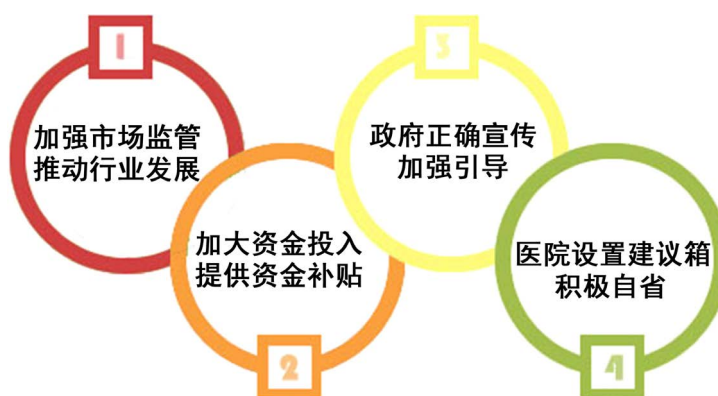 1
加强市场监管
推动行业发展
2
加大资金投入
提供资金补贴
3
政府正确宣传
加强引导
4
医院设置建议箱
积极自省